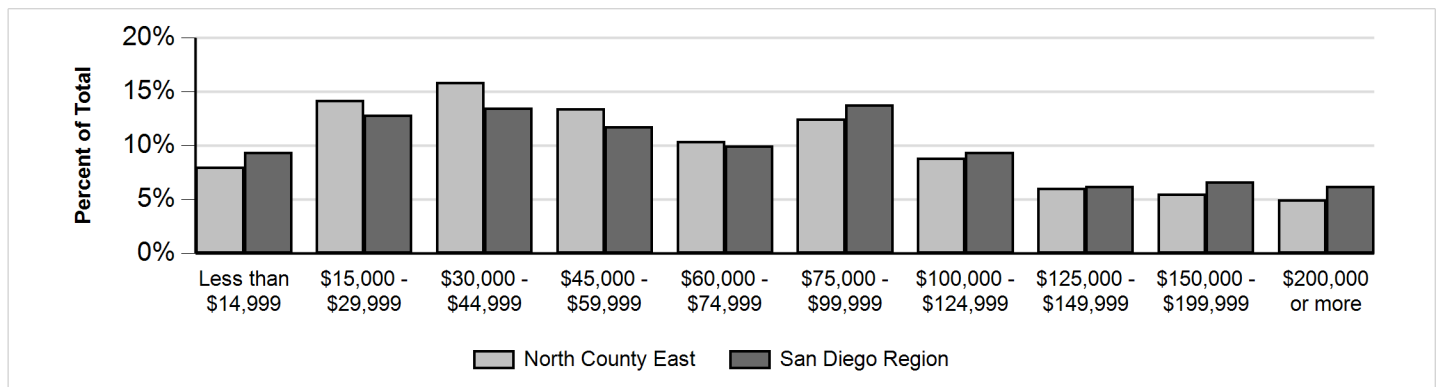 Percent of Total
20%
15%
10%
5%
0%
Less than $15,000 - $30,000 - $45,000 - $60,000 - $75,000 - $100,000 - $125,000 - $150,000 - $200,000
$14,999 $29,999 $44,999 $59,999 $74,999 $99,999 $124,999 $149,999 $199,999 or more
North County East San Diego Region